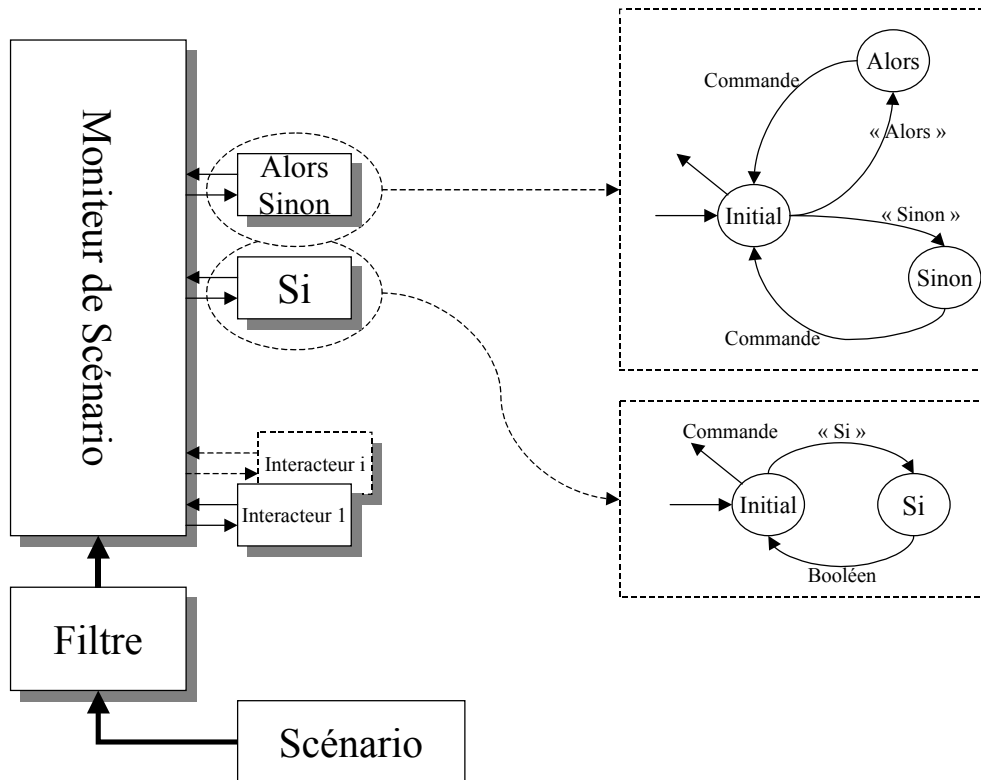 Moniteur de Scénario
Alors
Sinon
Si
Interacteur i
Interacteur 1
Filtre
Scénario
Alors
Commande
« Alors »
Initial
« Sinon »
Sinon
Commande
Commande
« Si »
Initial
Si
Booléen